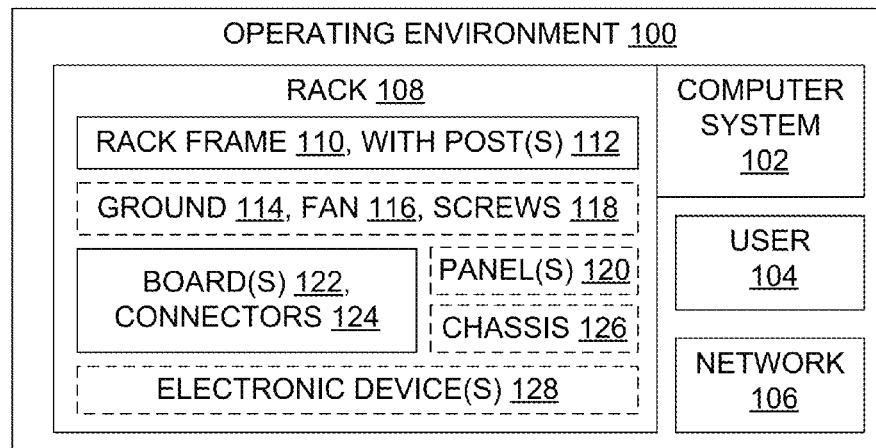 OPERATING ENVIRONMENT 100
RACK 108
RACK FRAME 110, WITH POST(S) 112
GROUND 114, FAN 116, SCREWS 118
BOARD(S) 122,
CONNECTORS 124
PANEL(S) 120
CHASSIS 126
ELECTRONIC DEVICE(S) 128
COMPUTER
SYSTEM
102
USER
104
NETWORK
106